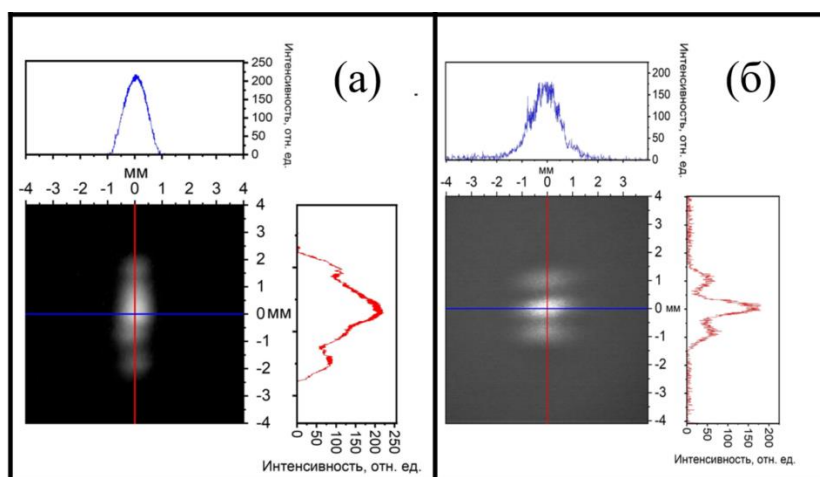 (а)
Интенсивность, отн. ед.
250
200
150
100
50
0
мм
-4 -3 -2 -1 0 1 2 3 4
4
3
2
1
0 мм
-1
-2
-3
-4
0 50 100 150 200 250
Интенсивность, отн. ед.
(б)
Интенсивность, отн. ед.
200
150
100
50
0
мм
-4 -3 -2 -1 0 1 2 3
4
3
2
1
0 мм
-1
-2
-3
-4
0 50 100 150 200
Интенсивность, отн. ед.